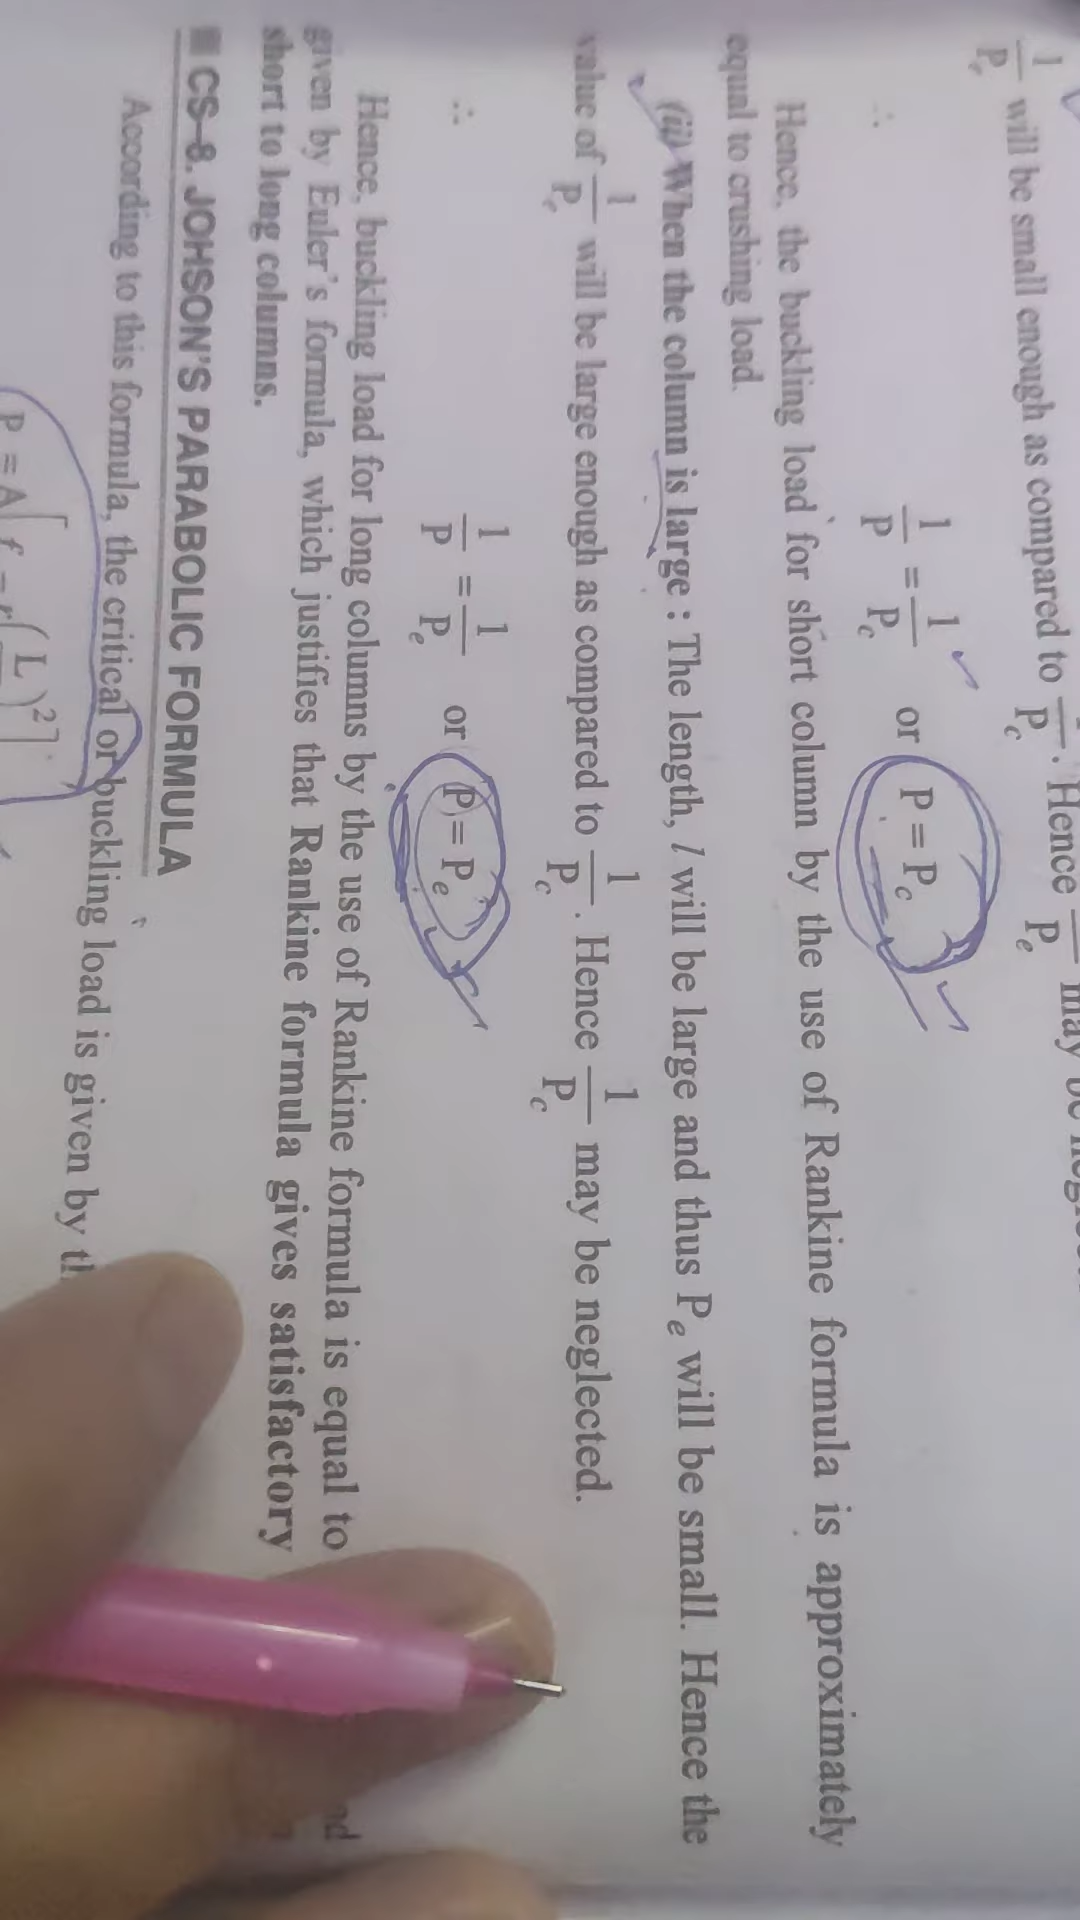 1/P_e will be small enough as compared to 1/P_c. Hence 1/P_e may be
∴ 1/P = 1/P_c or P = P_c
Hence, the buckling load for short column by the use of Rankine formula is approximately
equal to crushing load.
(ii) When the column is large : The length, l will be large and thus P_e will be small. Hence the
value of 1/P_e will be large enough as compared to 1/P_c. Hence 1/P_c may be neglected.
∴ 1/P = 1/P_e or P = P_e
Hence, buckling load for long columns by the use of Rankine formula is equal to
given by Euler's formula, which justifies that Rankine formula gives satisfactory
short to long columns.
CS–8. JOHSON'S PARABOLIC FORMULA
According to this formula, the critical or buckling load is given by
P = A[f – r(L/ )²]